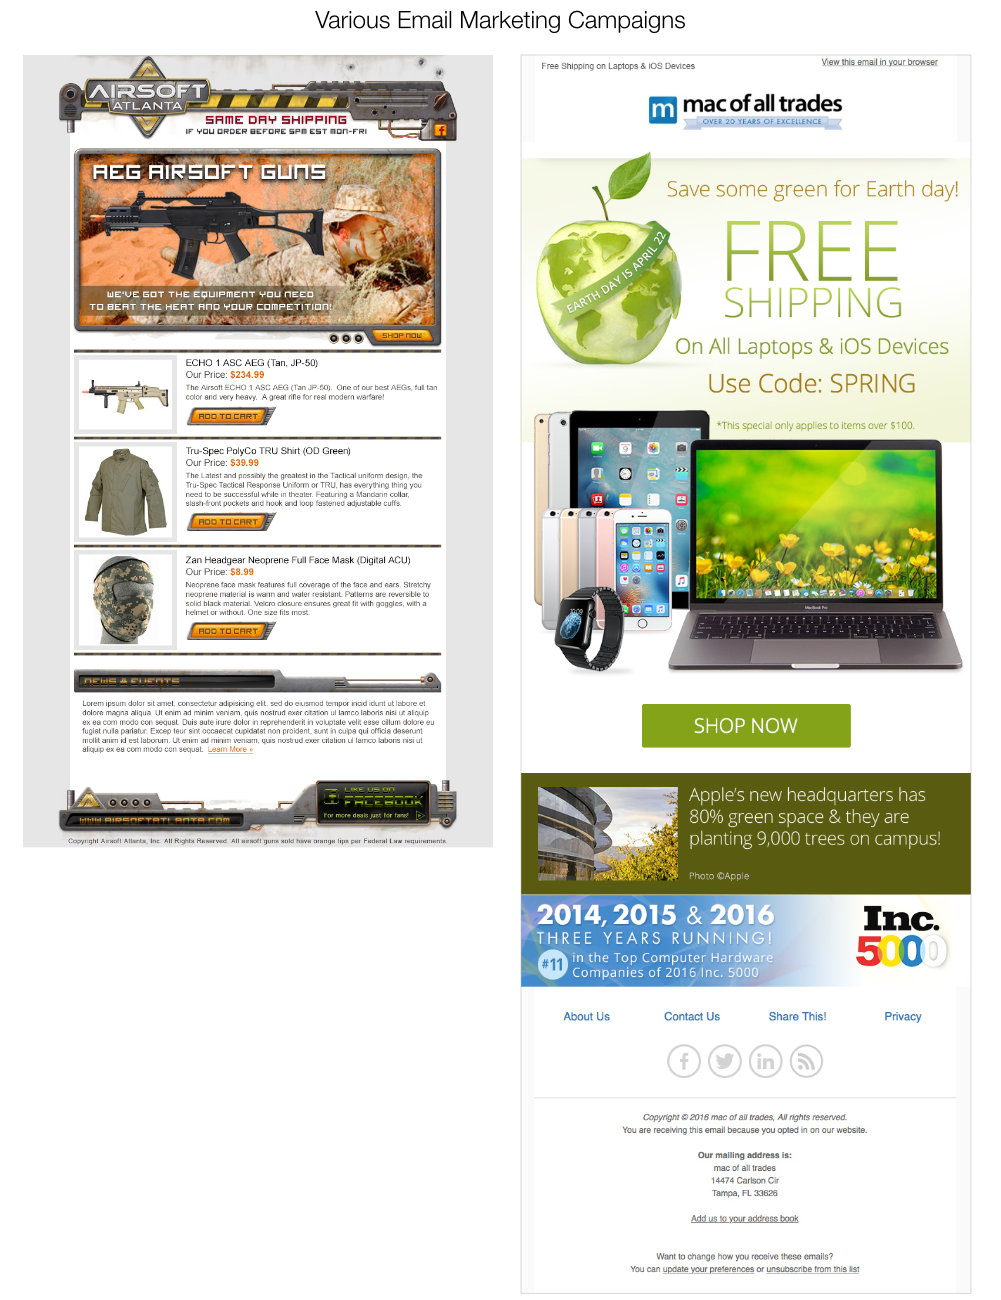 Various Email Marketing Campaigns
AIRSOFT
ATLANTA
SAME DAY SHIPPING
IF YOU ORDER BEFORE 5PM EST MON-FRI
AEG AIRSOFT GUNS
WE'VE GOT THE EQUIPMENT YOU NEED
TO BEAT THE HEAT AND YOUR COMPETITION!
SHOP NOW
ECHO 1 ASC AEG (Tan, JP-50)
Our Price: $234.99
The Airsoft ECHO 1 ASC AEG (Tan JP-50). One of our best AEGs, full tan
color and very heavy. A great rifle for real modern warfare!
ADD TO CART
Tru-Spec PolyCo TRU Shirt (OD Green)
Our Price: $39.99
The Latest and possibly the greatest in the Tactical uniform design, the
Tru-Spec Tactical Response Uniform or TRU, has everything thing you
need to be successful while in theater. Featuring a Mandarin collar,
slash-front pockets and hook and loop fastened adjustable cuffs.
ADD TO CART
Zan Headgear Neoprene Full Face Mask (Digital ACU)
Our Price: $8.99
Neoprene face mask features full coverage of the face and ears. Stretchy
neoprene material is warm and water resistant. Patterns are reversible to
solid black material. Velcro closure ensures great fit with goggles, with a
helmet or without. One size fits most.
ADD TO CART
NEWS & EVENTS
Lorem ipsum dolor sit amet, consectetur adipisicing elit, sed do eiusmod tempor incid idunt ut labore et
dolore magna aliqua. Ut enim ad minim veniam, quis nostrud exer citation ul lamco laboris nisi ut aliquip
ex ea com modo con sequat. Duis aute irure dolor in reprehenderit in voluptate velit esse cillum dolore eu
fugiat nulla pariatur. Excep teur sint occaecat cupidatat non proident, sunt in culpa qui officia deserunt
mollit anim id est laborum. Ut enim ad minim veniam, quis nostrud exer citation ul lamco laboris nisi ut
aliquip ex ea com modo con sequat. Learn More »
LIKE US ON
FACEBOOK
For more deals just for fans!
WWW.AIRSOFTATLANTA.COM
Copyright Airsoft Atlanta, Inc. All Rights Reserved. All airsoft guns sold have orange tips per Federal Law requirements.
Free Shipping on Laptops & iOS Devices
View this email in your browser
m mac of all trades
OVER 20 YEARS OF EXCELLENCE
Save some green for Earth day!
EARTH DAY IS APRIL 22
FREE
SHIPPING
On All Laptops & iOS Devices
Use Code: SPRING
*This special only applies to items over $100.
MacBook Pro
SHOP NOW
Apple's new headquarters has
80% green space & they are
planting 9,000 trees on campus!
Photo ©Apple
2014, 2015 & 2016
THREE YEARS RUNNING!
#11 in the Top Computer Hardware
Companies of 2016 Inc. 5000
Inc.
5000
About Us
Contact Us
Share This!
Privacy
Copyright © 2016 mac of all trades, All rights reserved.
You are receiving this email because you opted in on our website.
Our mailing address is:
mac of all trades
14474 Carlson Cir
Tampa, FL 33626
Add us to your address book
Want to change how you receive these emails?
You can update your preferences or unsubscribe from this list